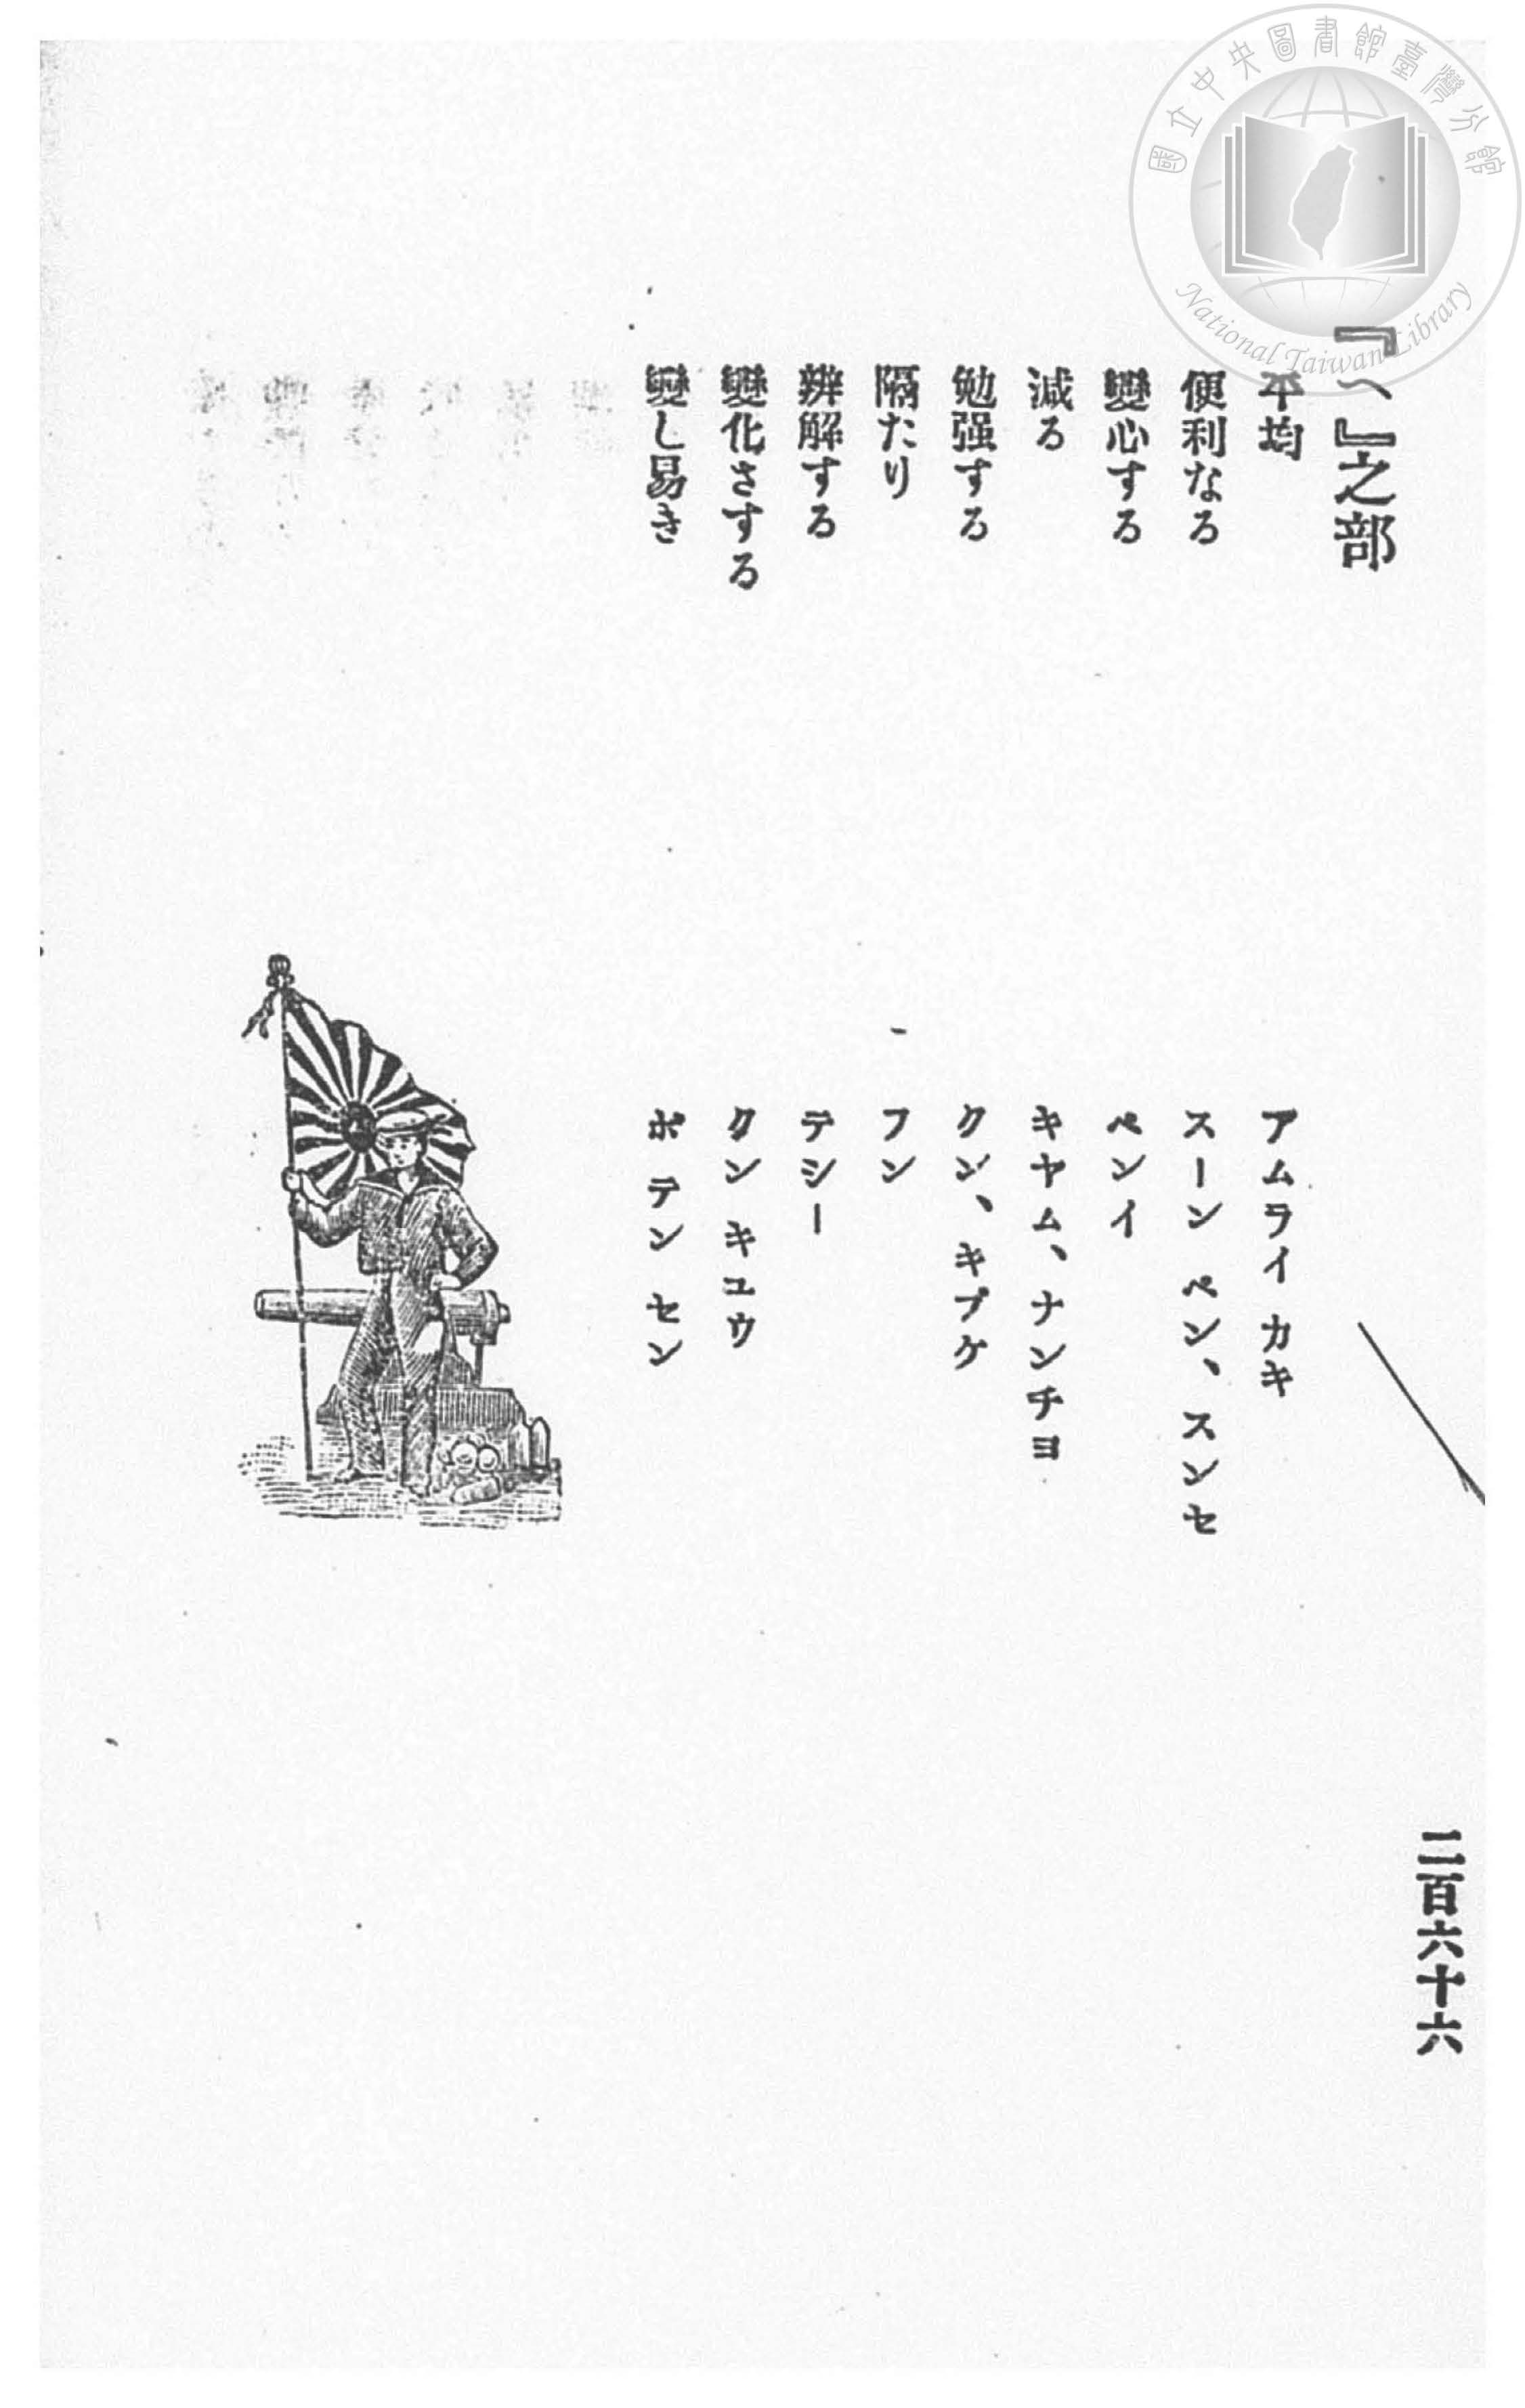 國立中央圖書館臺灣分館
National Taiwan Library
『へ』之部
平均 アムライ カキ
便利なる スーン ペン、スンセ
變心する ペンイ
減る キヤム、ナンチヨ
勉强する クン、キブケ
隔たり フン
辨解する テシー
變化さする クン キユウ
變し易き ボ テン セン
二百六十六